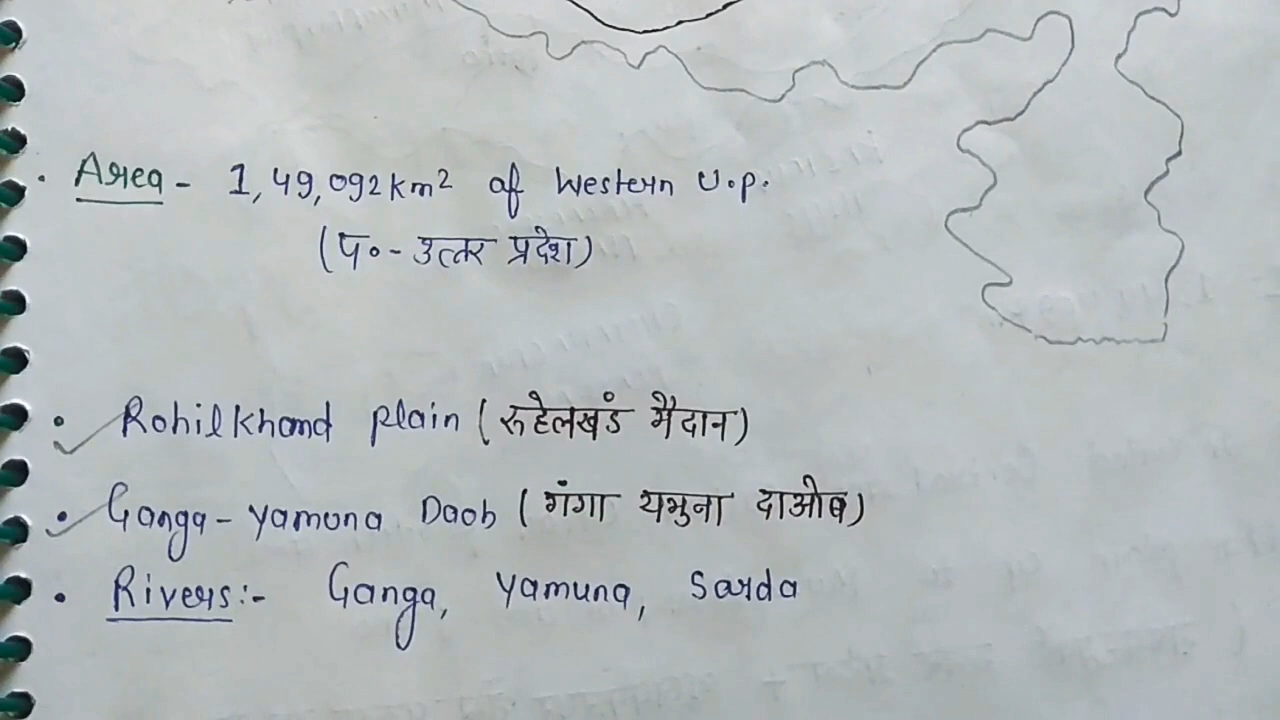 • Area - 1,49,092 km² of Western U.P.
(प०- उत्तर प्रदेश)
• Rohilkhand plain (रुहेलखंड मैदान)
• Ganga-Yamuna Daob (गंगा यमुना दाओब)
• Rivers:- Ganga, Yamuna, Sarda